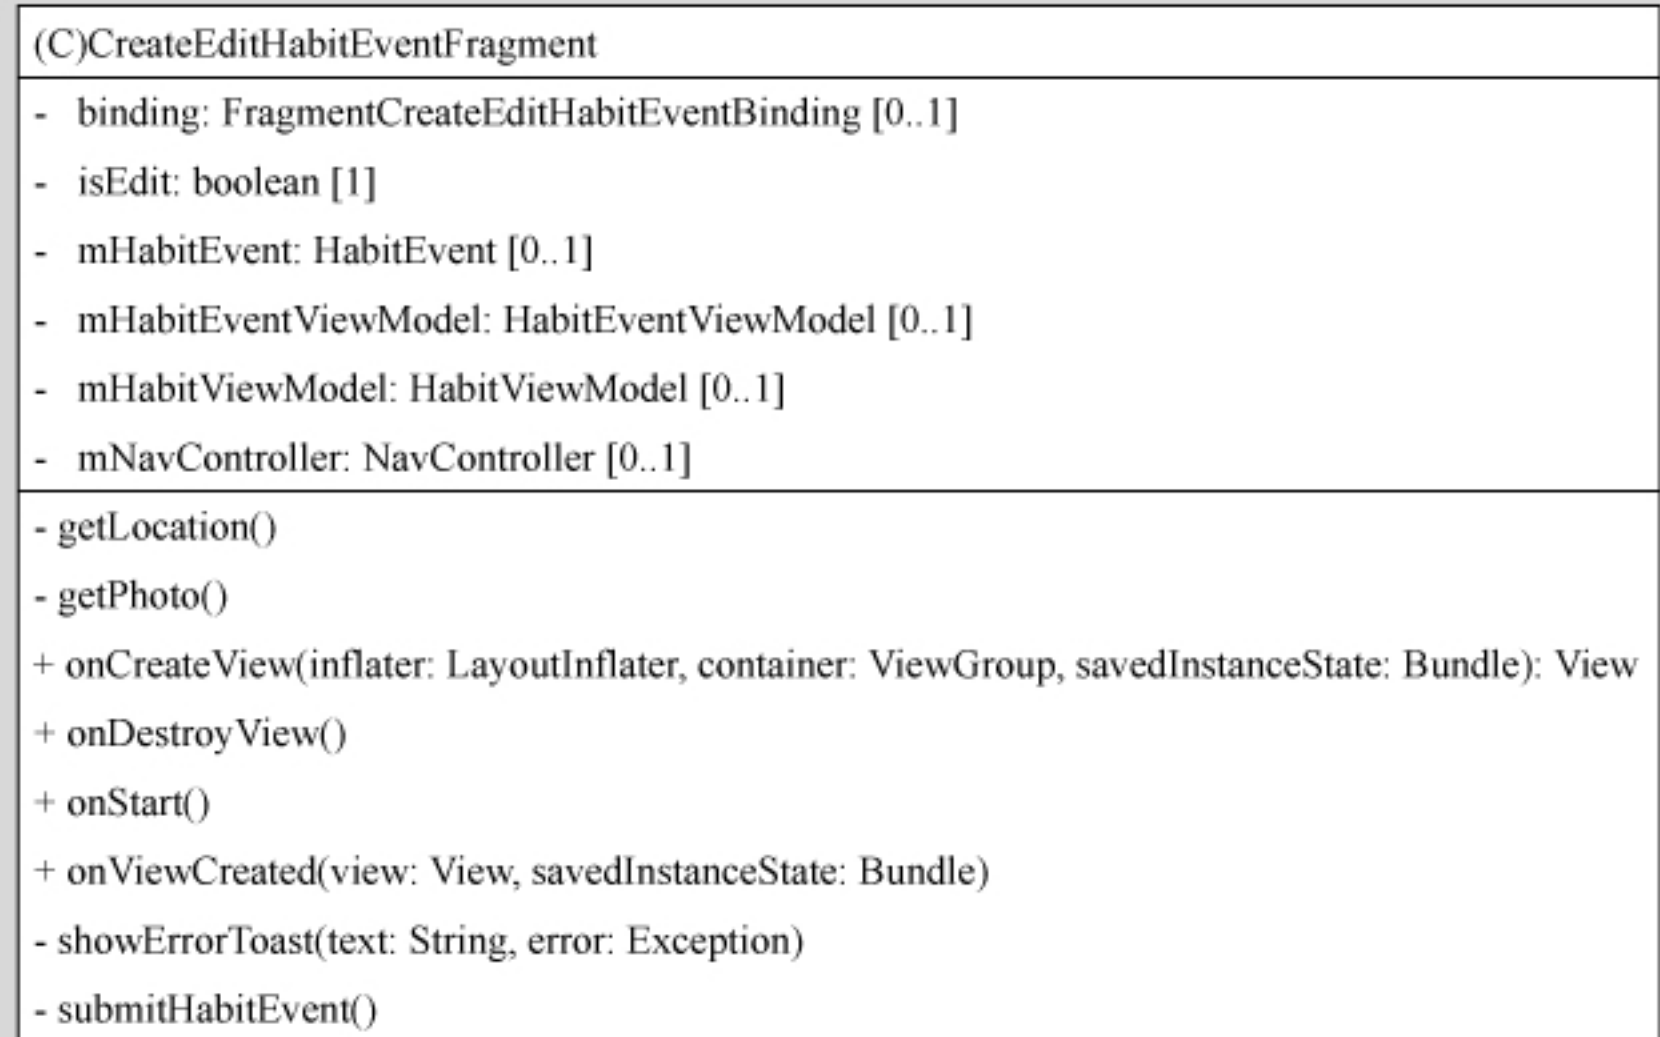 (C)CreateEditHabitEventFragment
- binding: FragmentCreateEditHabitEventBinding [0..1]
- isEdit: boolean [1]
- mHabitEvent: HabitEvent [0..1]
- mHabitEventViewModel: HabitEventViewModel [0..1]
- mHabitViewModel: HabitViewModel [0..1]
- mNavController: NavController [0..1]
- getLocation()
- getPhoto()
+ onCreateView(inflater: LayoutInflater, container: ViewGroup, savedInstanceState: Bundle): View
+ onDestroyView()
+ onStart()
+ onViewCreated(view: View, savedInstanceState: Bundle)
- showErrorToast(text: String, error: Exception)
- submitHabitEvent()